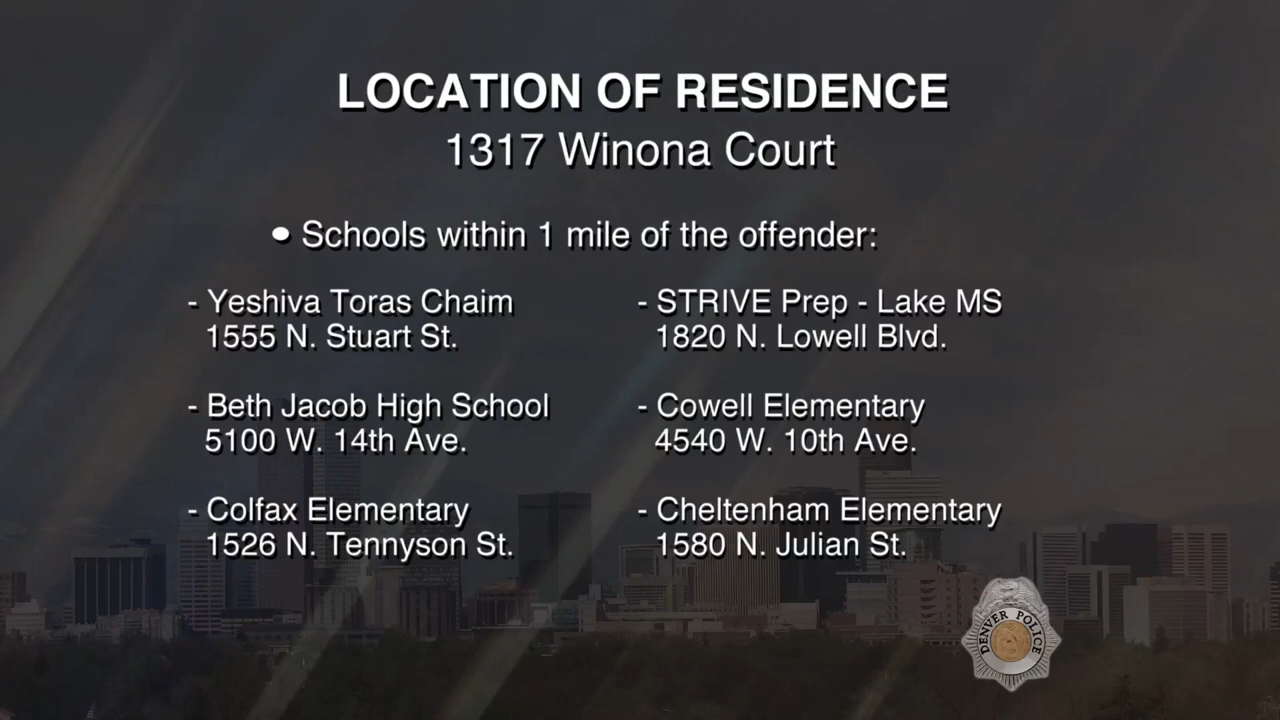 LOCATION OF RESIDENCE
1317 Winona Court
• Schools within 1 mile of the offender:
- Yeshiva Toras Chaim
1555 N. Stuart St.
- Beth Jacob High School
5100 W. 14th Ave.
- Colfax Elementary
1526 N. Tennyson St.
- STRIVE Prep - Lake MS
1820 N. Lowell Blvd.
- Cowell Elementary
4540 W. 10th Ave.
- Cheltenham Elementary
1580 N. Julian St.
DENVER POLICE